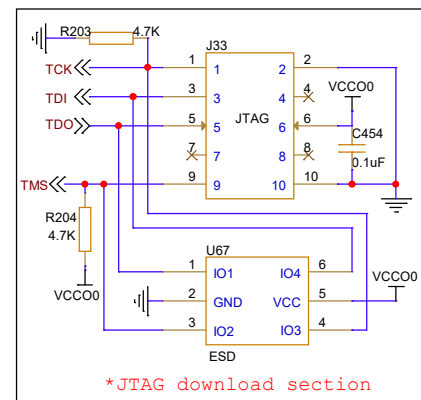 R203 4.7K
J33
TCK 1 1 2 2
VCCO0
TDI 3 3 4 4
TDO 5 5 JTAG 6 6
C454
7 7 8 8
0.1uF
TMS 9 9 10 10
R204
4.7K
U67
VCCO0
1 IO1 IO4 6
VCCO0
2 GND VCC 5
3 IO2 IO3 4
ESD
*JTAG download section